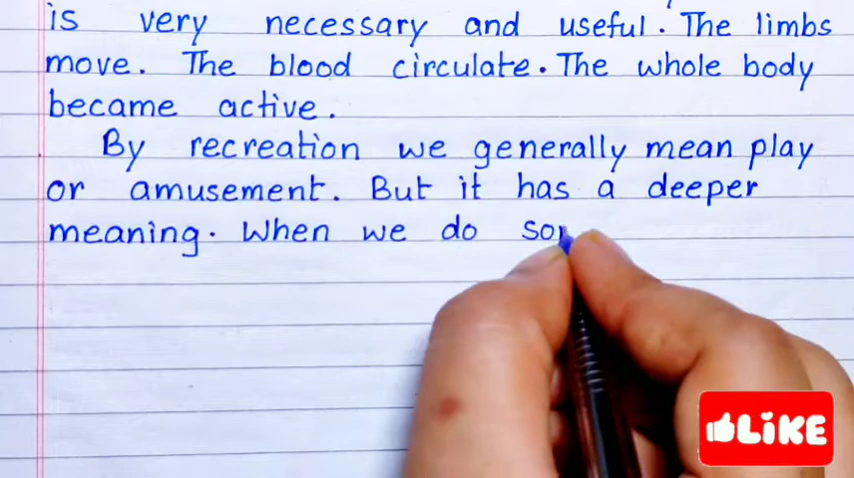 is very necessary and useful. The limbs
move. The blood circulate. The whole body
became active.
By recreation we generally mean play
or amusement. But it has a deeper
meaning. When we do
LiKE